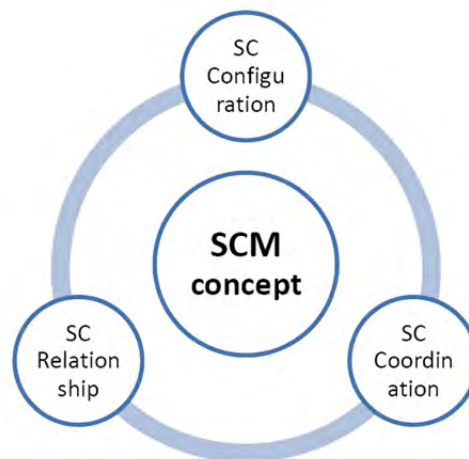 SC
Configu
ration
SCM
concept
SC
Relation
ship
SC
Coordin
ation